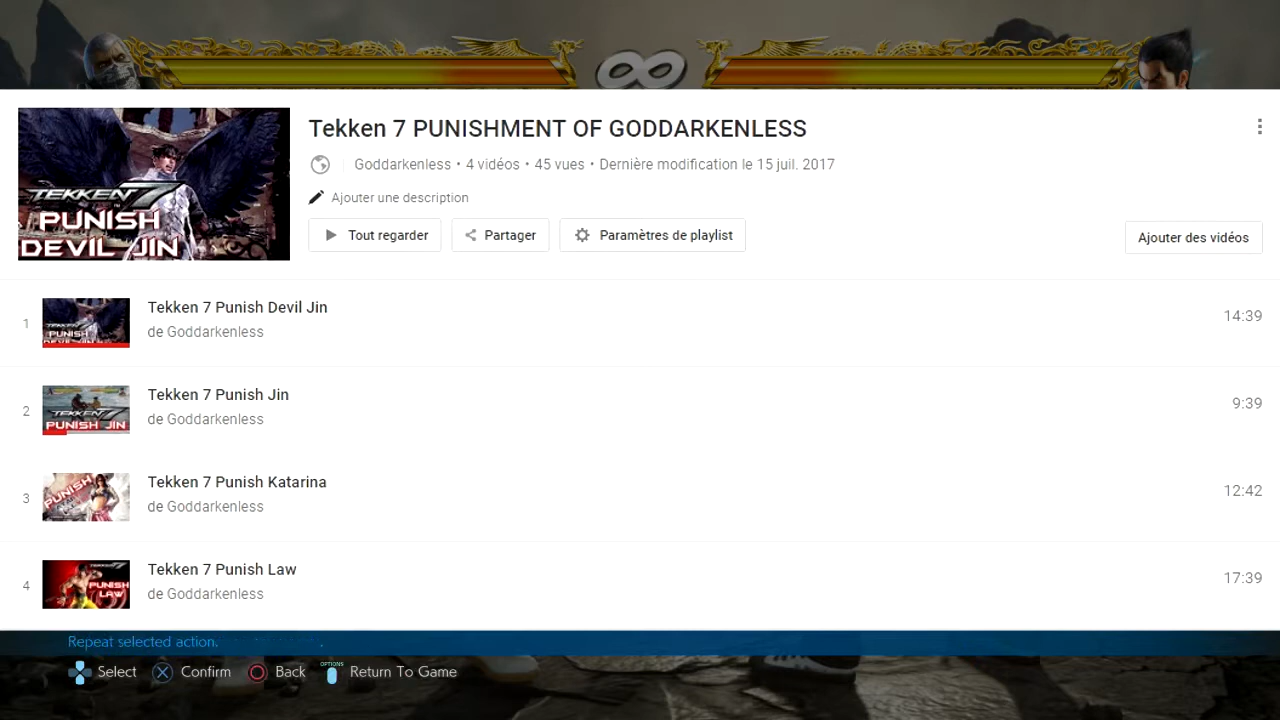 TEKKEN 7
PUNISH
DEVIL JIN
Tekken 7 PUNISHMENT OF GODDARKENLESS
Goddarkenless • 4 vidéos • 45 vues • Dernière modification le 15 juil. 2017
Ajouter une description
Tout regarder
Partager
Paramètres de playlist
Ajouter des vidéos
1
Tekken 7 Punish Devil Jin
14:39
de Goddarkenless
PUNISH
2
Tekken 7 Punish Jin
9:39
de Goddarkenless
TEKKEN 7
PUNISH JIN
3
Tekken 7 Punish Katarina
12:42
de Goddarkenless
PUNISH
4
Tekken 7 Punish Law
17:39
de Goddarkenless
PUNISH
LAW
Repeat selected action.
Select Confirm Back OPTIONS Return To Game